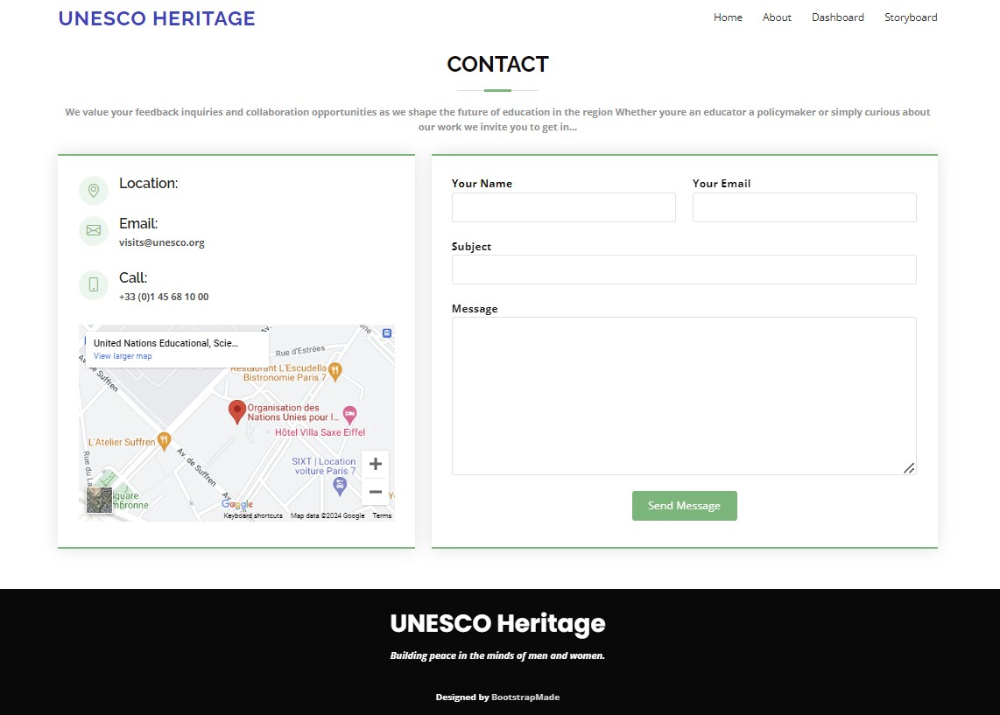 UNESCO HERITAGE
Home About Dashboard Storyboard
CONTACT
We value your feedback inquiries and collaboration opportunities as we shape the future of education in the region Whether youre an educator a policymaker or simply curious about
our work we invite you to get in...
Location:
Email:
visits@unesco.org
Call:
+33 (0)1 45 68 10 00
United Nations Educational, Scie...
View larger map
Rue d'Estrées
Restaurant L'Escudella
Bistronomie Paris 7
de Suffren
Organisation des
Nations Unies pour l...
Hôtel Villa Saxe Eiffel
L'Atelier Suffren
Av. de Suffren
SIXT | Location
voiture Paris 7
Rue du La
quare
mbronne
Av
Google
Keyboard shortcuts Map data ©2024 Google Terms
Your Name
Your Email
Subject
Message
Send Message
UNESCO Heritage
Building peace in the minds of men and women.
Designed by BootstrapMade